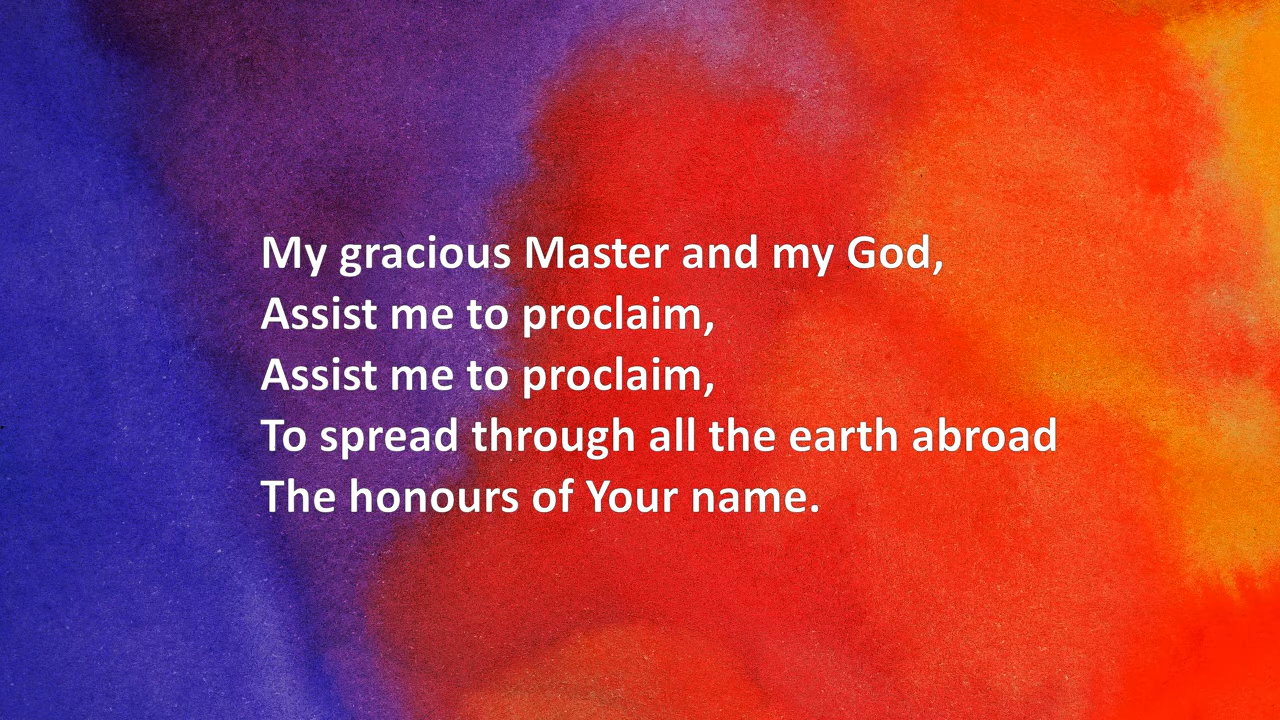 My gracious Master and my God,
Assist me to proclaim,
Assist me to proclaim,
To spread through all the earth abroad
The honours of Your name.